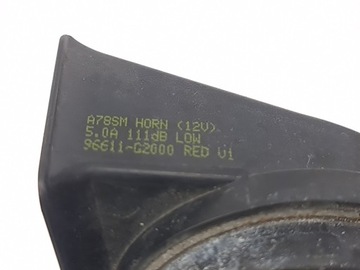 A78SM HORN (12V)
5.0A 111dB LOW
96611-G2000 RED V1